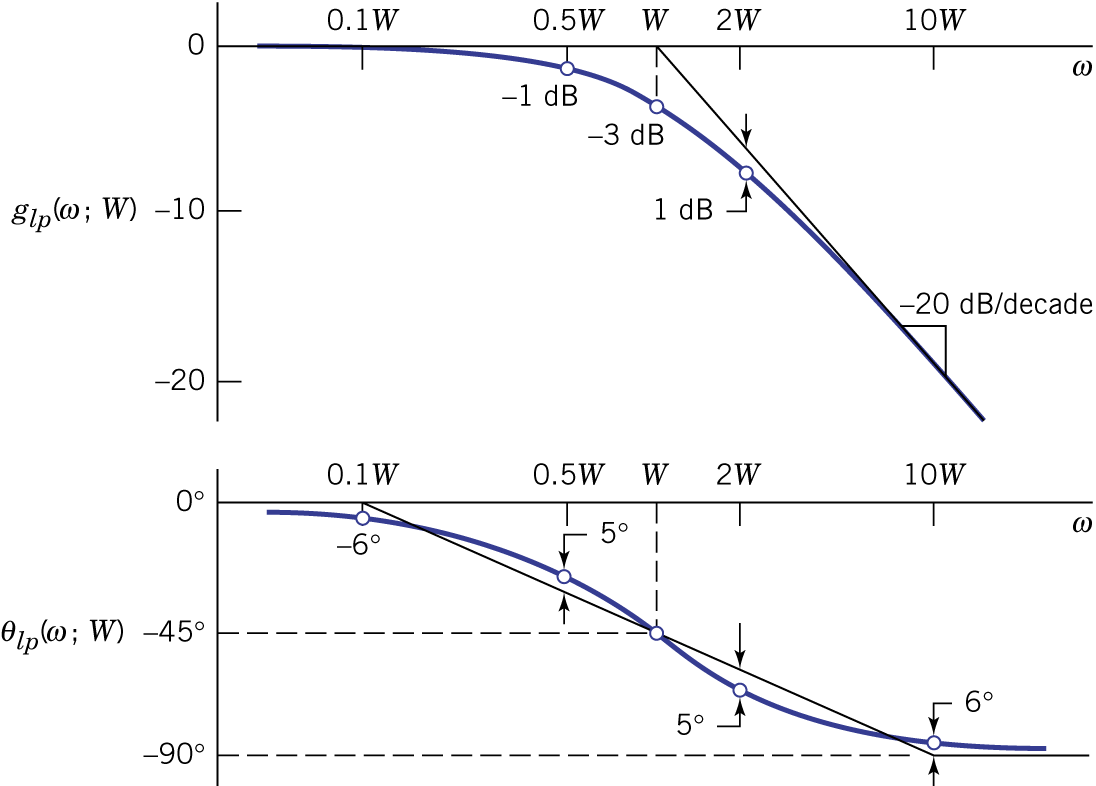 0.1W 0.5W W 2W 10W
0
ω
–1 dB
–3 dB
1 dB
g_lp(ω; W) –10
–20 dB/decade
–20
0.1W 0.5W W 2W 10W
0°
ω
5°
–6°
θ_lp(ω; W) –45°
6°
5°
–90°